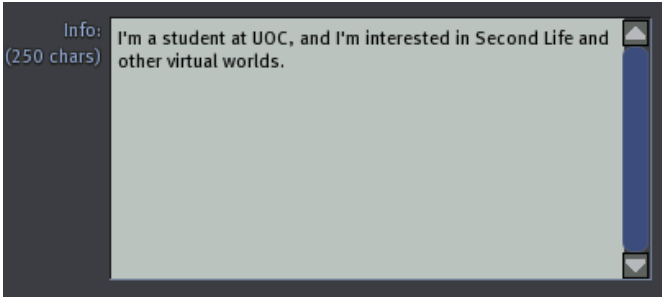 Info:
(250 chars)
I'm a student at UOC, and I'm interested in Second Life and
other virtual worlds.